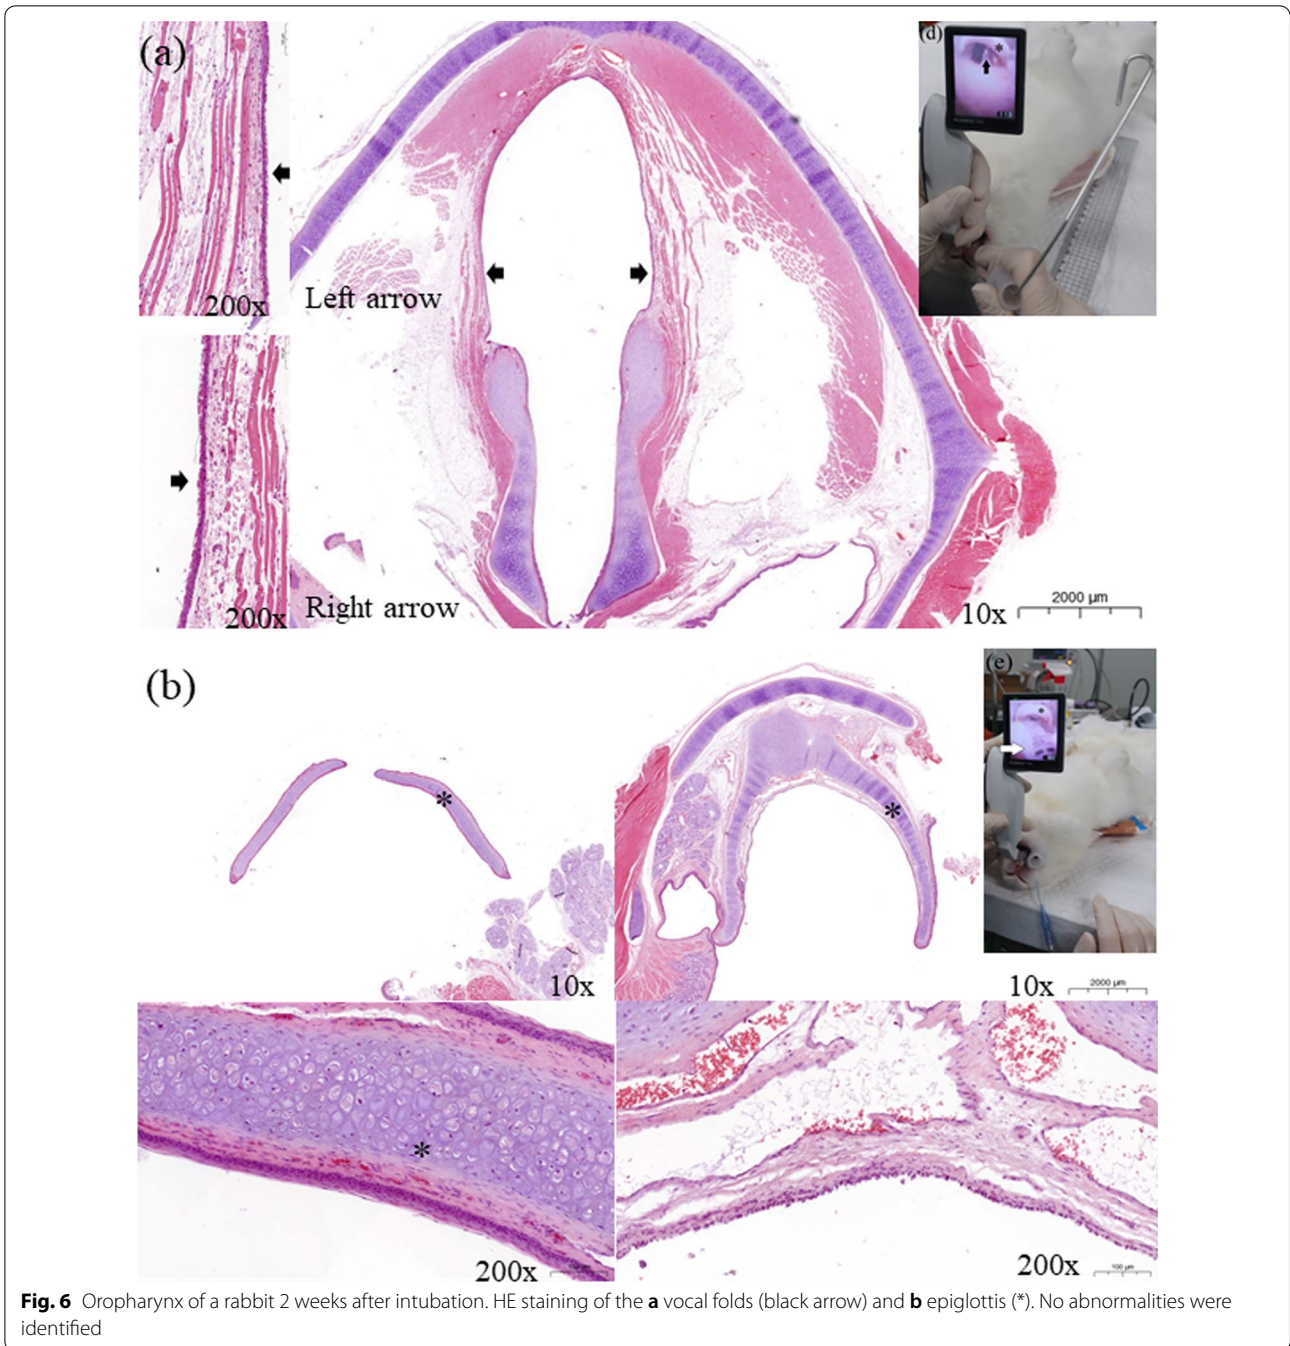 (a)
(d)
200x
Left arrow
200x
Right arrow
10x
2000 µm
(b)
(e)
10x
10x
2000 µm
200x
200x
100 µm
Fig. 6 Oropharynx of a rabbit 2 weeks after intubation. HE staining of the a vocal folds (black arrow) and b epiglottis (*). No abnormalities were
identified